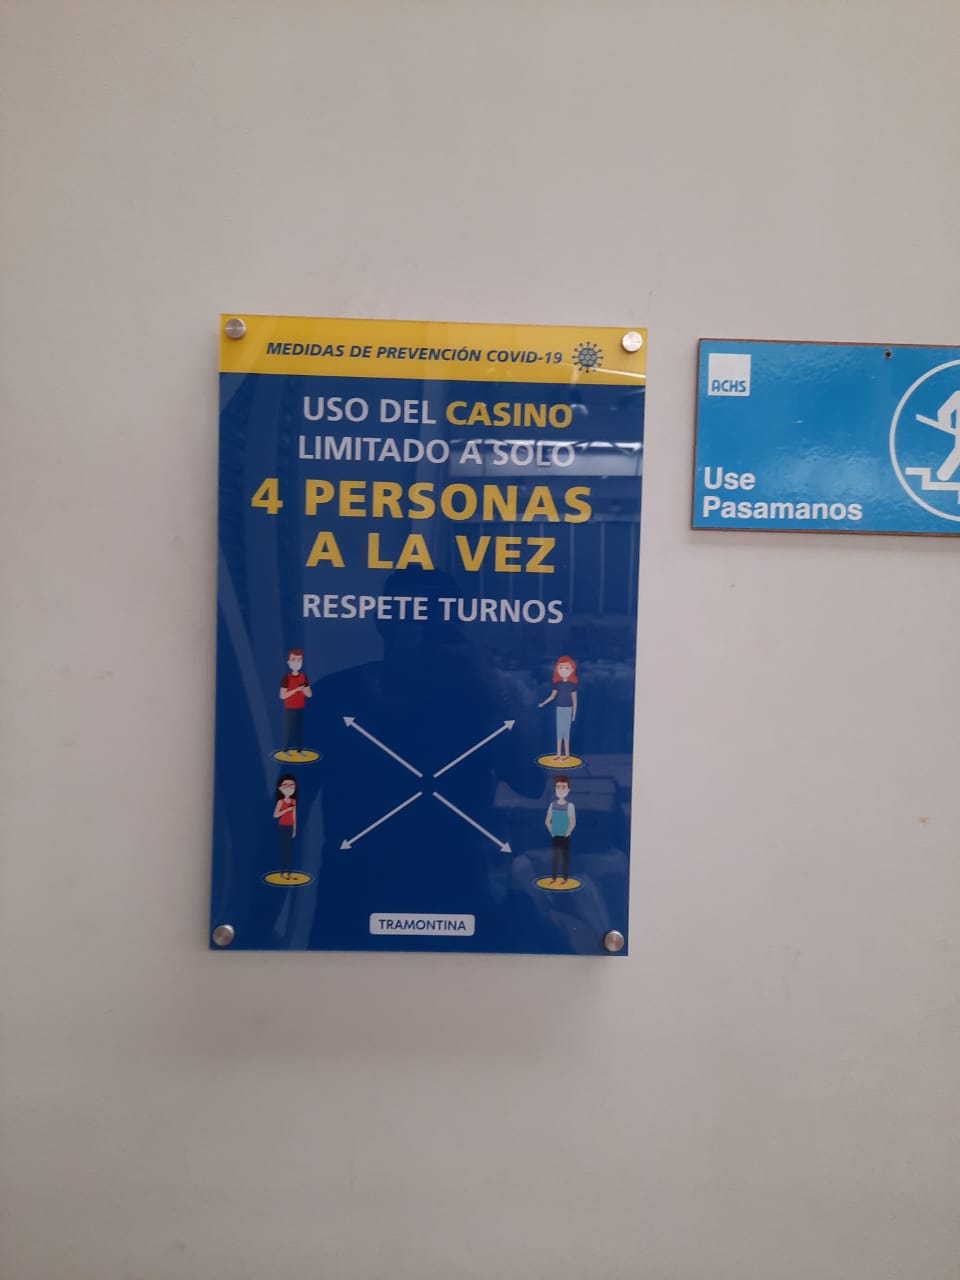 MEDIDAS DE PREVENCIÓN COVID-19
USO DEL CASINO
LIMITADO A SOLO
4 PERSONAS
A LA VEZ
RESPETE TURNOS
TRAMONTINA
ACHS
Use
Pasamanos